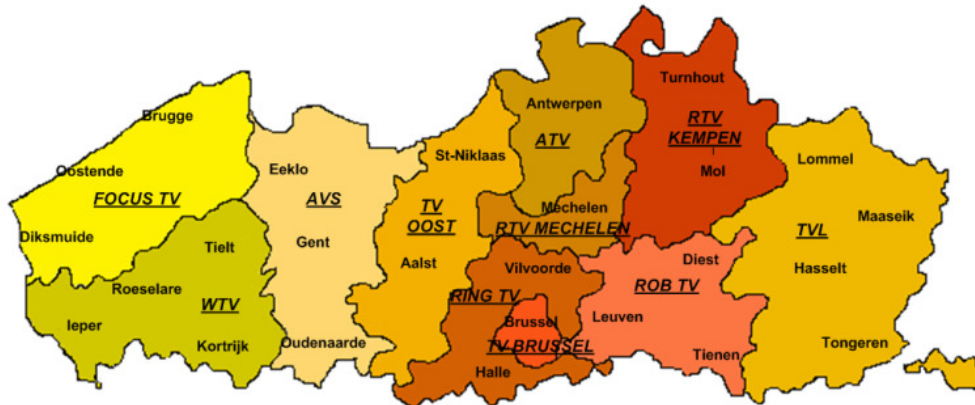 Brugge
Oostende
FOCUS TV
Diksmuide
Tielt
Roeselare
WTV
Ieper
Kortrijk
Eeklo
AVS
Gent
Oudenaarde
St-Niklaas
TV
OOST
Aalst
Antwerpen
ATV
Mechelen
RTV MECHELEN
Vilvoorde
RING TV
Brussel
TV BRUSSEL
Halle
Turnhout
RTV
KEMPEN
Mol
Diest
ROB TV
Leuven
Tienen
Lommel
Maaseik
TVL
Hasselt
Tongeren